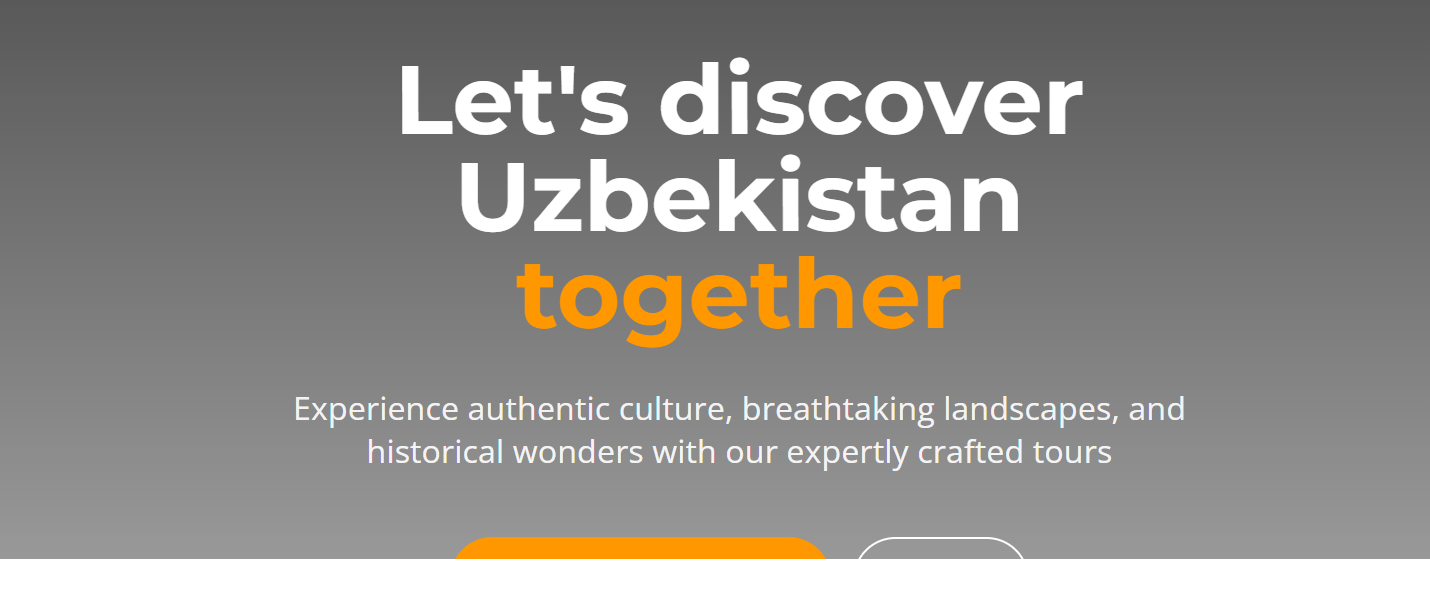 Let's discover
Uzbekistan
together
Experience authentic culture, breathtaking landscapes, and
historical wonders with our expertly crafted tours